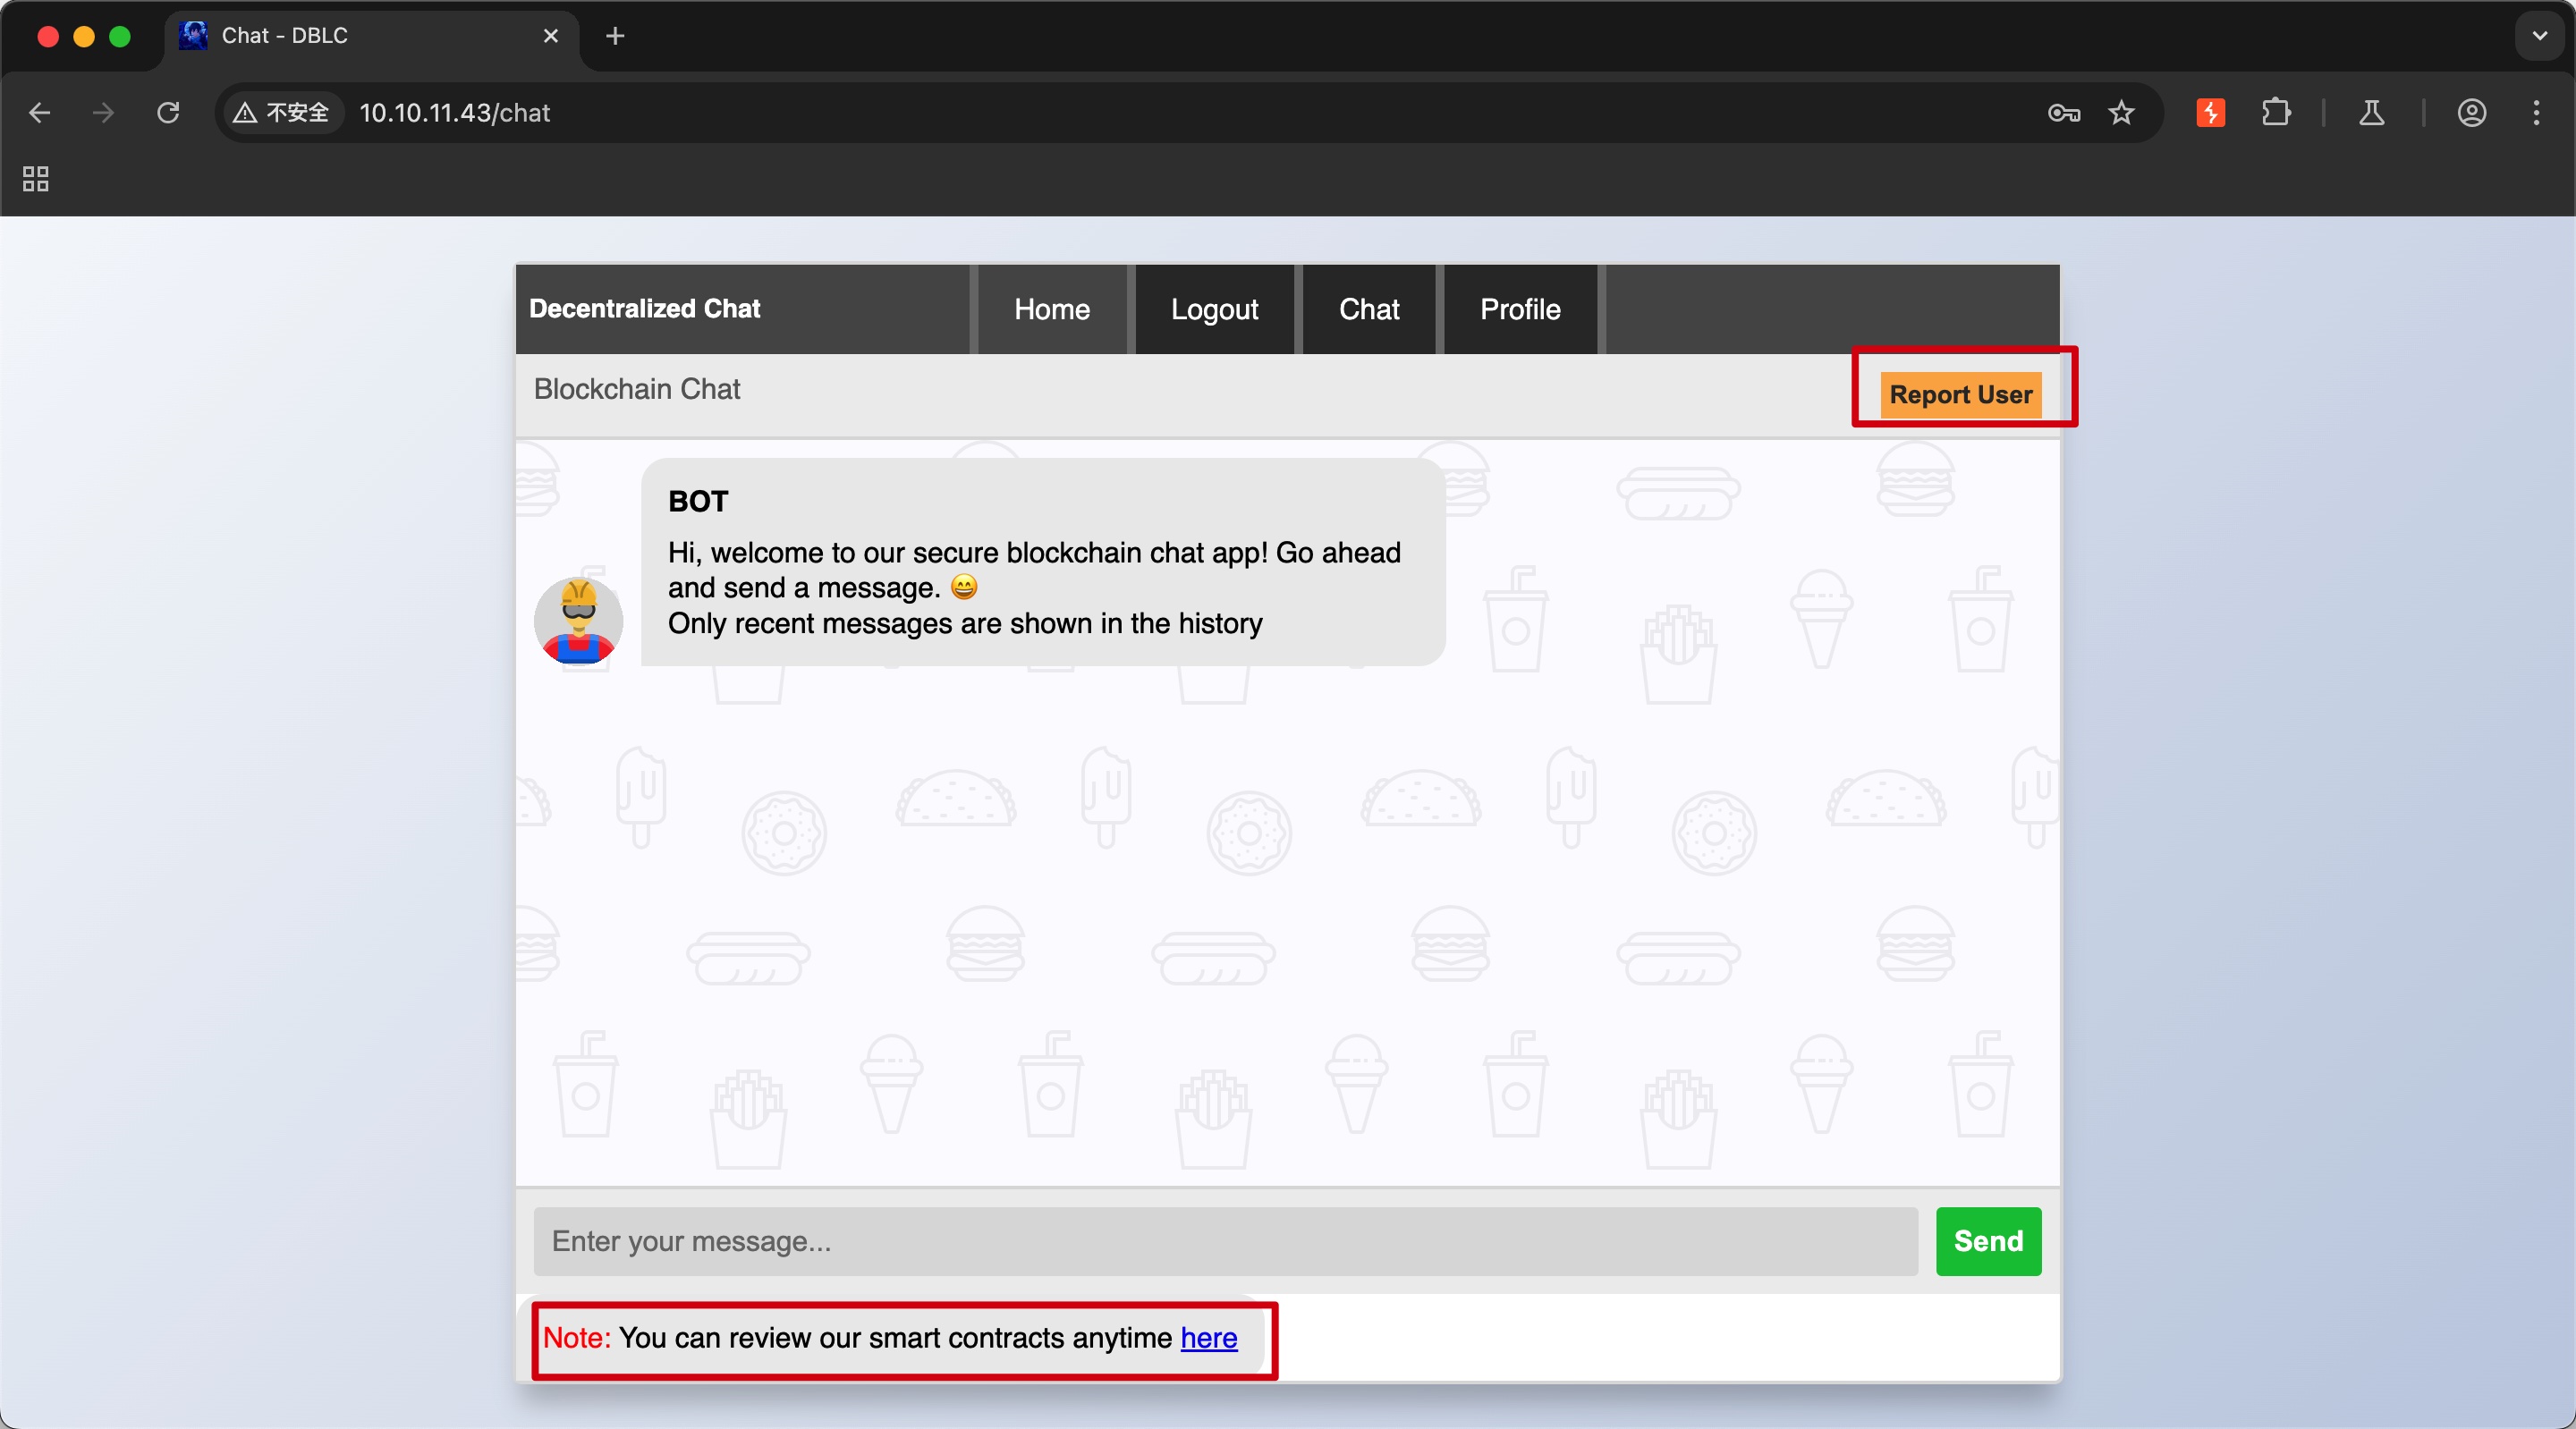 Chat - DBLC
不安全 10.10.11.43/chat
Decentralized Chat Home Logout Chat Profile
Blockchain Chat Report User
BOT
Hi, welcome to our secure blockchain chat app! Go ahead
and send a message. 😄
Only recent messages are shown in the history
Enter your message... Send
Note: You can review our smart contracts anytime here